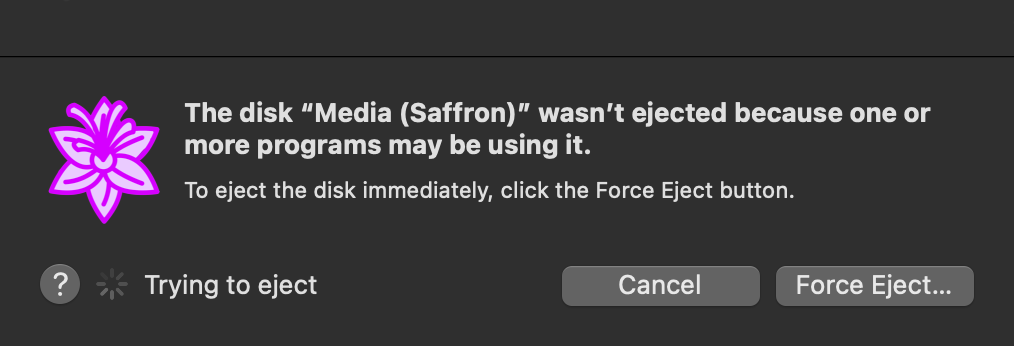 The disk “Media (Saffron)” wasn’t ejected because one or
more programs may be using it.
To eject the disk immediately, click the Force Eject button.
? Trying to eject Cancel Force Eject...